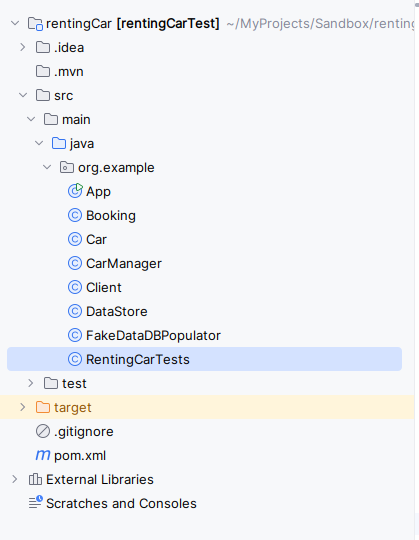 rentingCar [rentingCarTest] ~/MyProjects/Sandbox/renting
.idea
.mvn
src
main
java
org.example
App
Booking
Car
CarManager
Client
DataStore
FakeDataDBPopulator
RentingCarTests
test
target
.gitignore
pom.xml
External Libraries
Scratches and Consoles